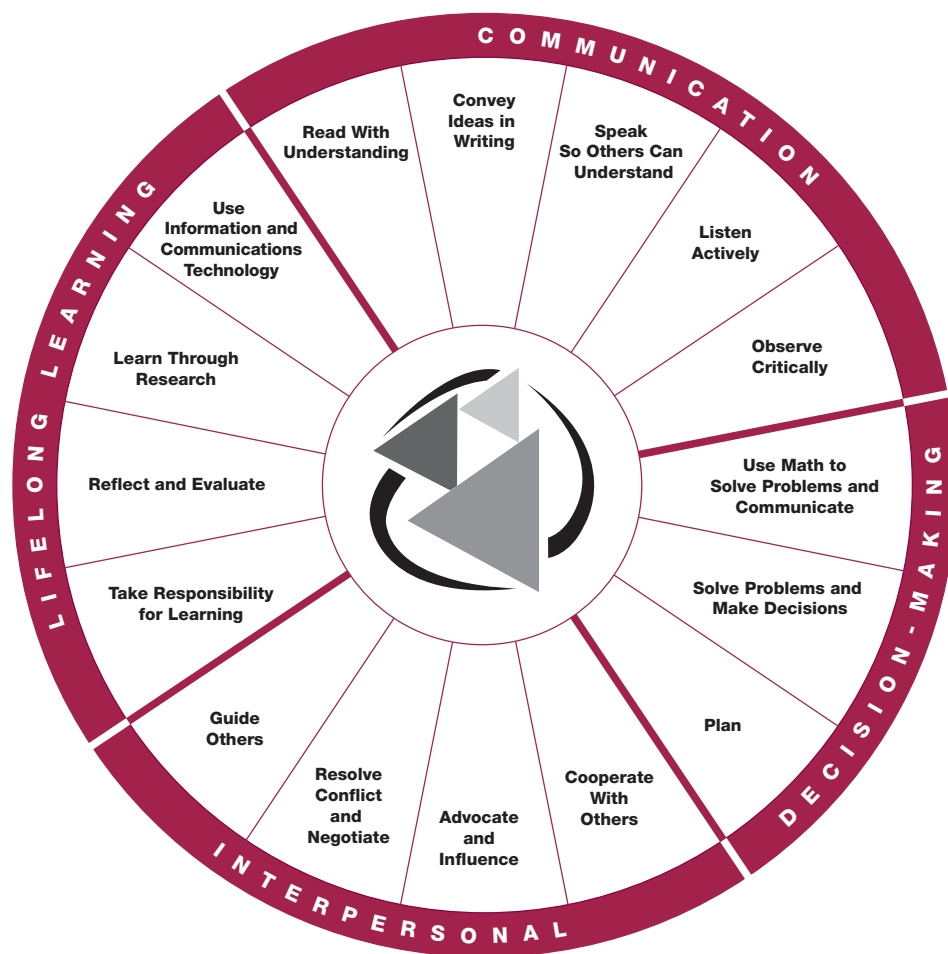 COMMUNICATION
Read With
Understanding
Convey
Ideas in
Writing
Speak
So Others Can
Understand
Listen
Actively
Observe
Critically
DECISION-MAKING
Use Math to
Solve Problems and
Communicate
Solve Problems and
Make Decisions
Plan
INTERPERSONAL
Cooperate
With
Others
Advocate
and
Influence
Resolve
Conflict
and
Negotiate
Guide
Others
LIFELONG LEARNING
Take Responsibility
for Learning
Reflect and Evaluate
Learn Through
Research
Use
Information and
Communications
Technology